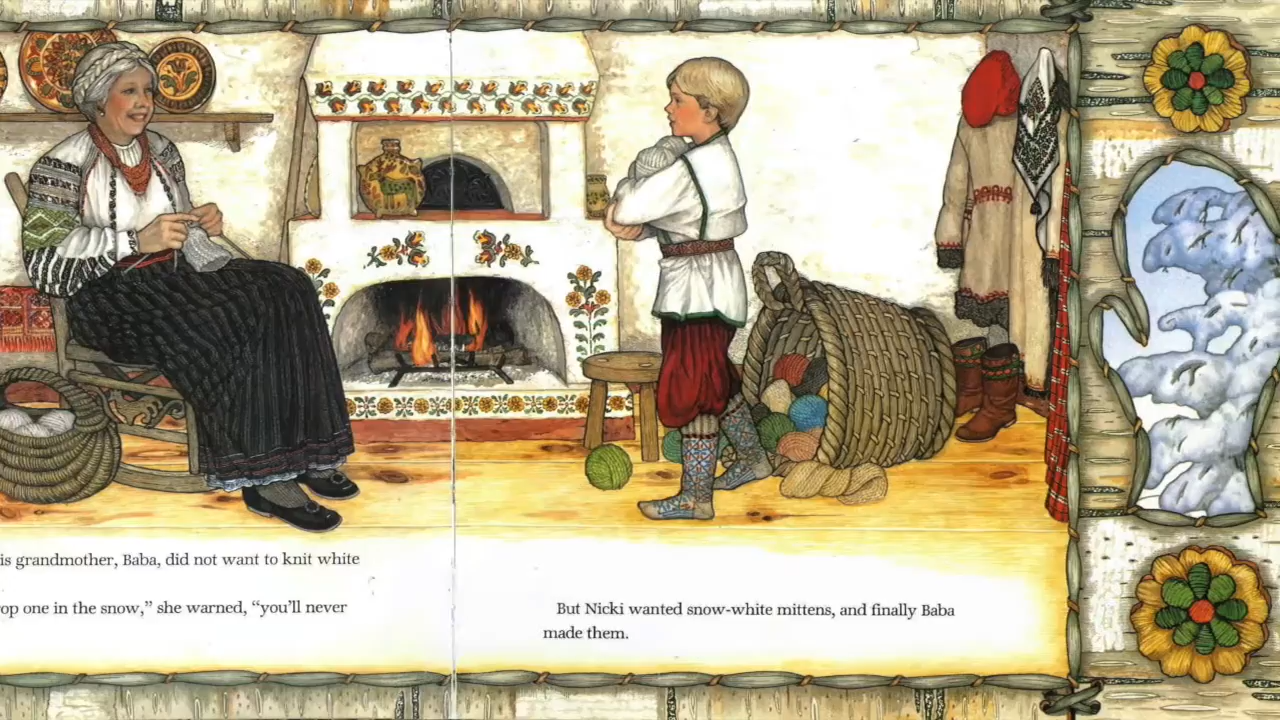 is grandmother, Baba, did not want to knit white
op one in the snow,” she warned, “you’ll never
But Nicki wanted snow-white mittens, and finally Baba
made them.